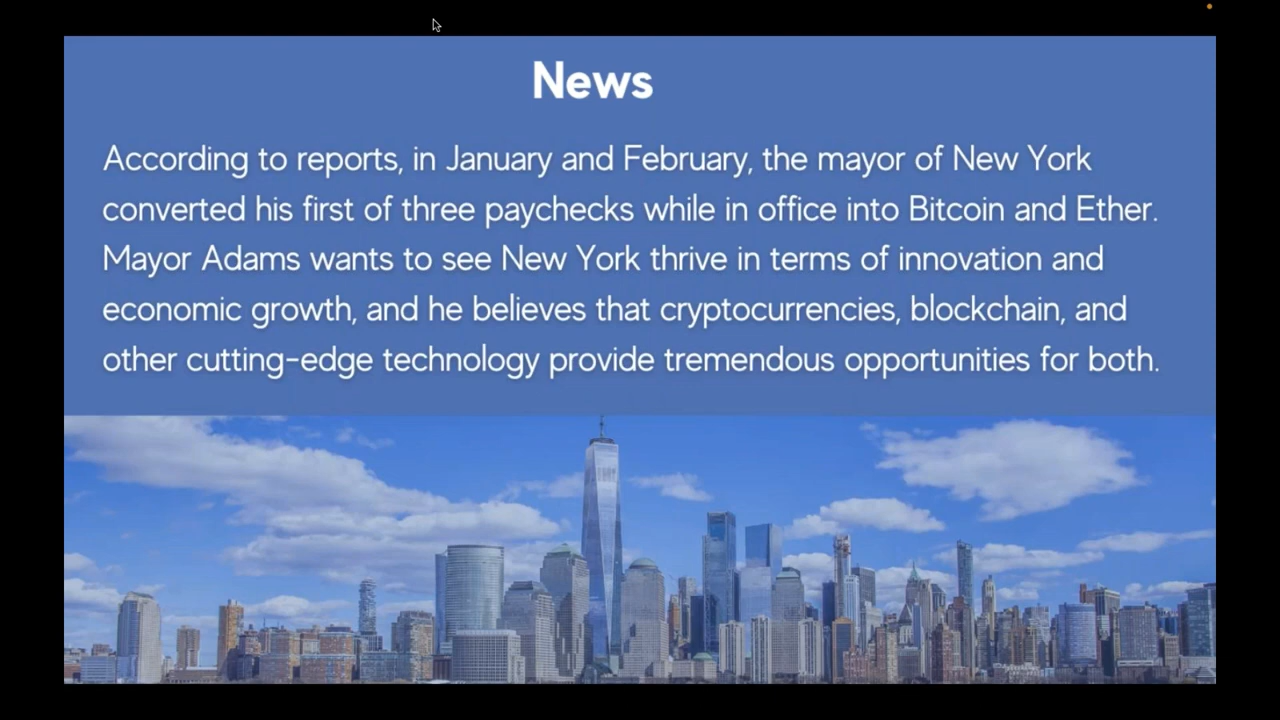 News
According to reports, in January and February, the mayor of New York
converted his first of three paychecks while in office into Bitcoin and Ether.
Mayor Adams wants to see New York thrive in terms of innovation and
economic growth, and he believes that cryptocurrencies, blockchain, and
other cutting-edge technology provide tremendous opportunities for both.